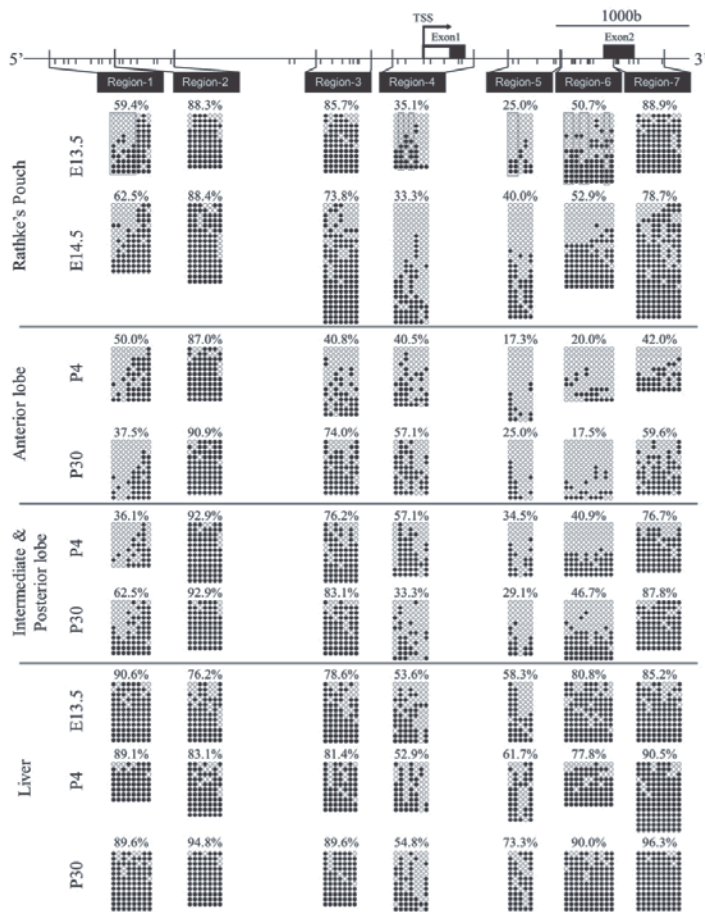 TSS
1000b
Exon1
Exon2
5’
3’
Region-1 Region-2 Region-3 Region-4 Region-5 Region-6 Region-7
Rathke’s Pouch
E13.5
59.4% 88.3% 85.7% 35.1% 25.0% 50.7% 88.9%
E14.5
62.5% 88.4% 73.8% 33.3% 40.0% 52.9% 78.7%
Anterior lobe
P4
50.0% 87.0% 40.8% 40.5% 17.3% 20.0% 42.0%
P30
37.5% 90.9% 74.0% 57.1% 25.0% 17.5% 59.6%
Intermediate &
Posterior lobe
P4
36.1% 92.9% 76.2% 57.1% 34.5% 40.9% 76.7%
P30
62.5% 92.9% 83.1% 33.3% 29.1% 46.7% 87.8%
Liver
E13.5
90.6% 76.2% 78.6% 53.6% 58.3% 80.8% 85.2%
P4
89.1% 83.1% 81.4% 52.9% 61.7% 77.8% 90.5%
P30
89.6% 94.8% 89.6% 54.8% 73.3% 90.0% 96.3%